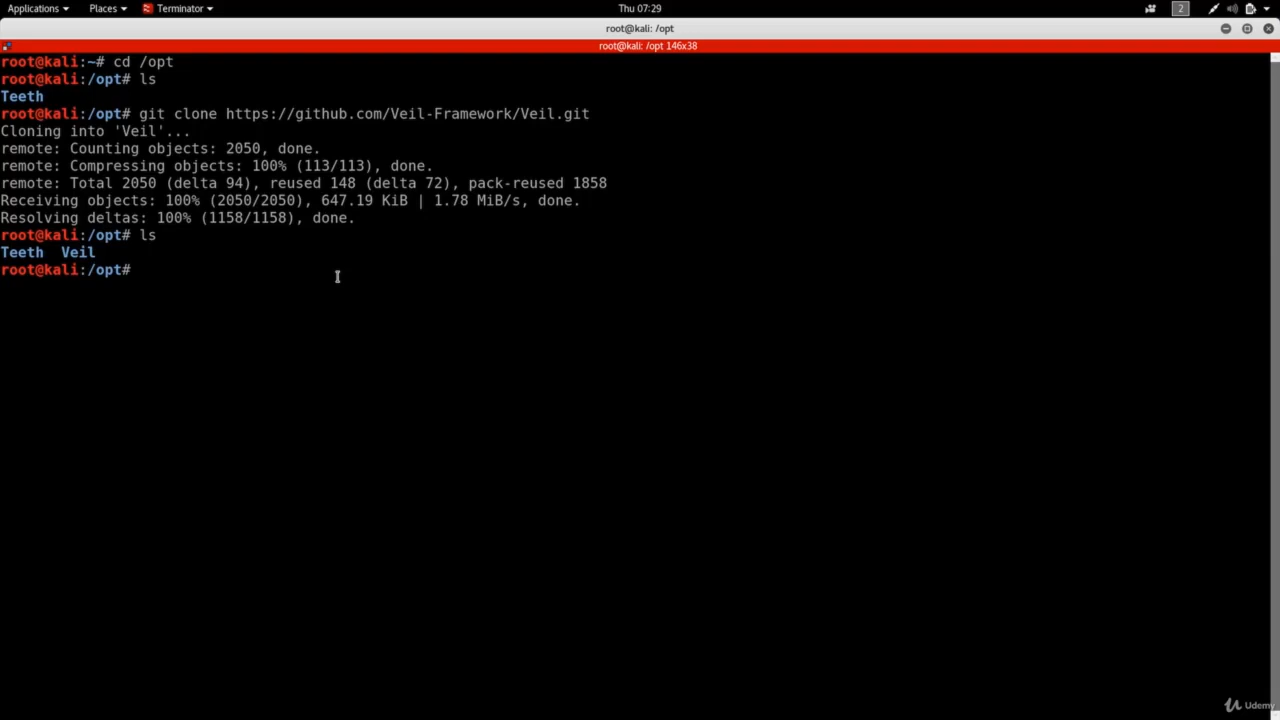 Applications Places Terminator Thu 07:29 2
root@kali: /opt
root@kali: /opt 146x38
root@kali:~# cd /opt
root@kali:/opt# ls
Teeth
root@kali:/opt# git clone https://github.com/Veil-Framework/Veil.git
Cloning into 'Veil'...
remote: Counting objects: 2050, done.
remote: Compressing objects: 100% (113/113), done.
remote: Total 2050 (delta 94), reused 148 (delta 72), pack-reused 1858
Receiving objects: 100% (2050/2050), 647.19 KiB | 1.78 MiB/s, done.
Resolving deltas: 100% (1158/1158), done.
root@kali:/opt# ls
Teeth  Veil
root@kali:/opt#
Udemy